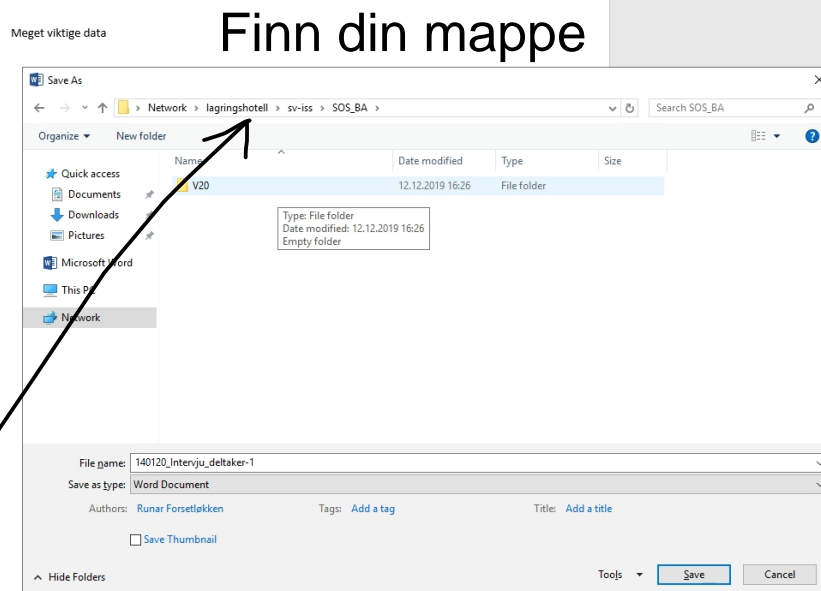 Finn din mappe
Meget viktige data
Save As
Network > lagringshotell > sv-iss > SOS_BA >
Search SOS_BA
Organize
New folder
Name
Date modified
Type
Size
Quick access
Documents
Downloads
Pictures
Microsoft Word
This PC
Network
V20
12.12.2019 16:26
File folder
Type: File folder
Date modified: 12.12.2019 16:26
Empty folder
File name: 140120_Intervju_deltaker-1
Save as type: Word Document
Authors: Runar Forsetløkken
Tags: Add a tag
Title: Add a title
Save Thumbnail
Hide Folders
Tools
Save
Cancel